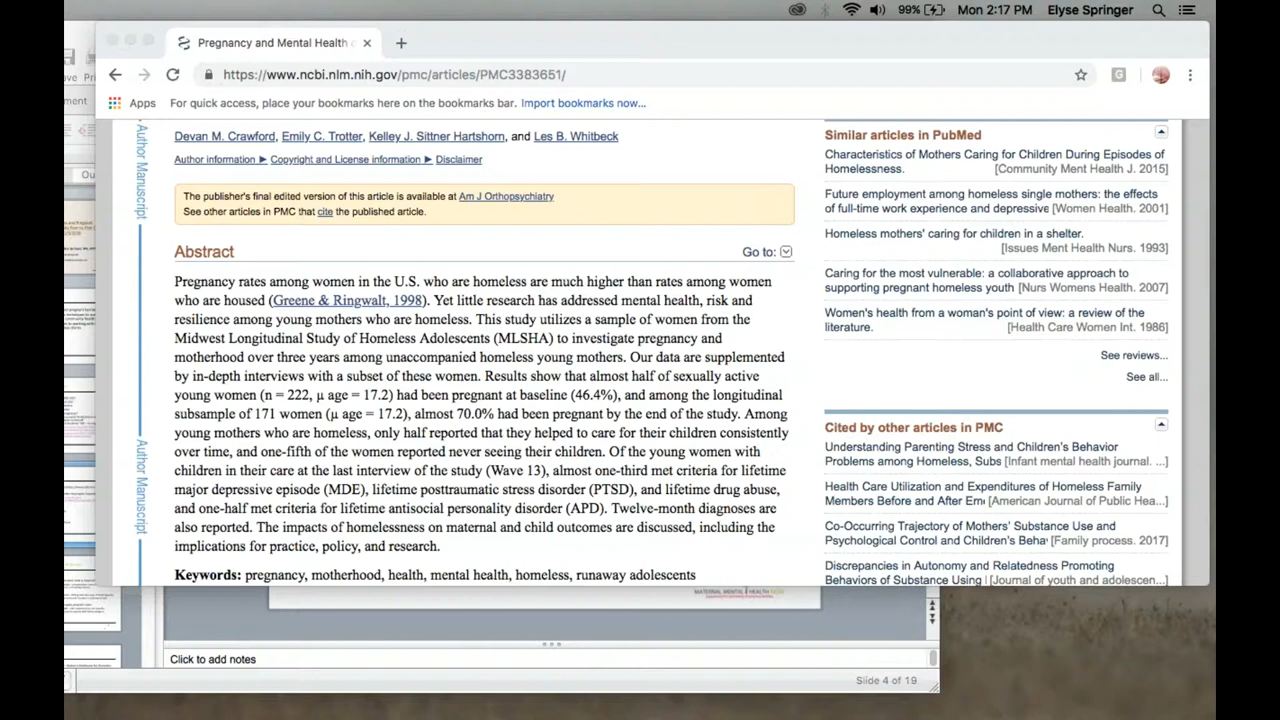 99%
Mon 2:17 PM
Elyse Springer
Pregnancy and Mental Health
https://www.ncbi.nlm.nih.gov/pmc/articles/PMC3383651/
G
Apps
For quick access, place your bookmarks here on the bookmarks bar. Import bookmarks now...
Author Manuscript
Devan M. Crawford, Emily C. Trotter, Kelley J. Sittner Hartshorn, and Les B. Whitbeck
Author information ▶ Copyright and License information ▶ Disclaimer
The publisher's final edited version of this article is available at Am J Orthopsychiatry
See other articles in PMC that cite the published article.
Abstract
Go to:
Pregnancy rates among women in the U.S. who are homeless are much higher than rates among women
who are housed (Greene & Ringwalt, 1998). Yet little research has addressed mental health, risk and
resilience among young mothers who are homeless. This study utilizes a sample of women from the
Midwest Longitudinal Study of Homeless Adolescents (MLSHA) to investigate pregnancy and
motherhood over three years among unaccompanied homeless young mothers. Our data are supplemented
by in-depth interviews with a subset of these women. Results show that almost half of sexually active
young women (n = 222, μ age = 17.2) had been pregnant at baseline (46.4%), and among the longitudinal
subsample of 171 women (μ age = 17.2), almost 70.0% had been pregnant by the end of the study. Among
young mothers who are homeless, only half reported that they helped to care for their children consistently
over time, and one-fifth of the women reported never seeing their children. Of the young women with
children in their care at the last interview of the study (Wave 13), almost one-third met criteria for lifetime
major depressive episode (MDE), lifetime posttraumatic stress disorder (PTSD), and lifetime drug abuse,
and one-half met criteria for lifetime antisocial personality disorder (APD). Twelve-month diagnoses are
also reported. The impacts of homelessness on material and child outcomes are discussed, including the
implications for practice, policy, and research.
Keywords: pregnancy, motherhood, health, mental health, homeless, runaway adolescents
Author Manuscript
Similar articles in PubMed
Characteristics of Mothers Caring for Children During Episodes of
Homelessness. [Community Ment Health J. 2015]
Future employment among homeless single mothers: the effects
of full-time work experience and depressive [Women Health. 2001]
Homeless mothers' caring for children in a shelter.
[Issues Ment Health Nurs. 1993]
Caring for the most vulnerable: a collaborative approach to
supporting pregnant homeless youth [Nurs Womens Health. 2007]
Women's health from a woman's point of view: a review of the
literature. [Health Care Women Int. 1986]
See reviews...
See all...
Cited by other articles in PMC
Understanding Parenting Stress and Children's Behavior
Problems among Homeless, Subs [Infant mental health journal. ...]
Health Care Utilization and Expenditures of Homeless Family
Members Before and After Em [American Journal of Public Hea...]
Co-Occurring Trajectory of Mothers' Substance Use and
Psychological Control and Children's Beha [Family process. 2017]
Discrepancies in Autonomy and Relatedness Promoting
Behaviors of Substance Using [Journal of youth and adolescen...]
MATERNAL MENTAL HEALTH NOW
Click to add notes
Slide 4 of 19